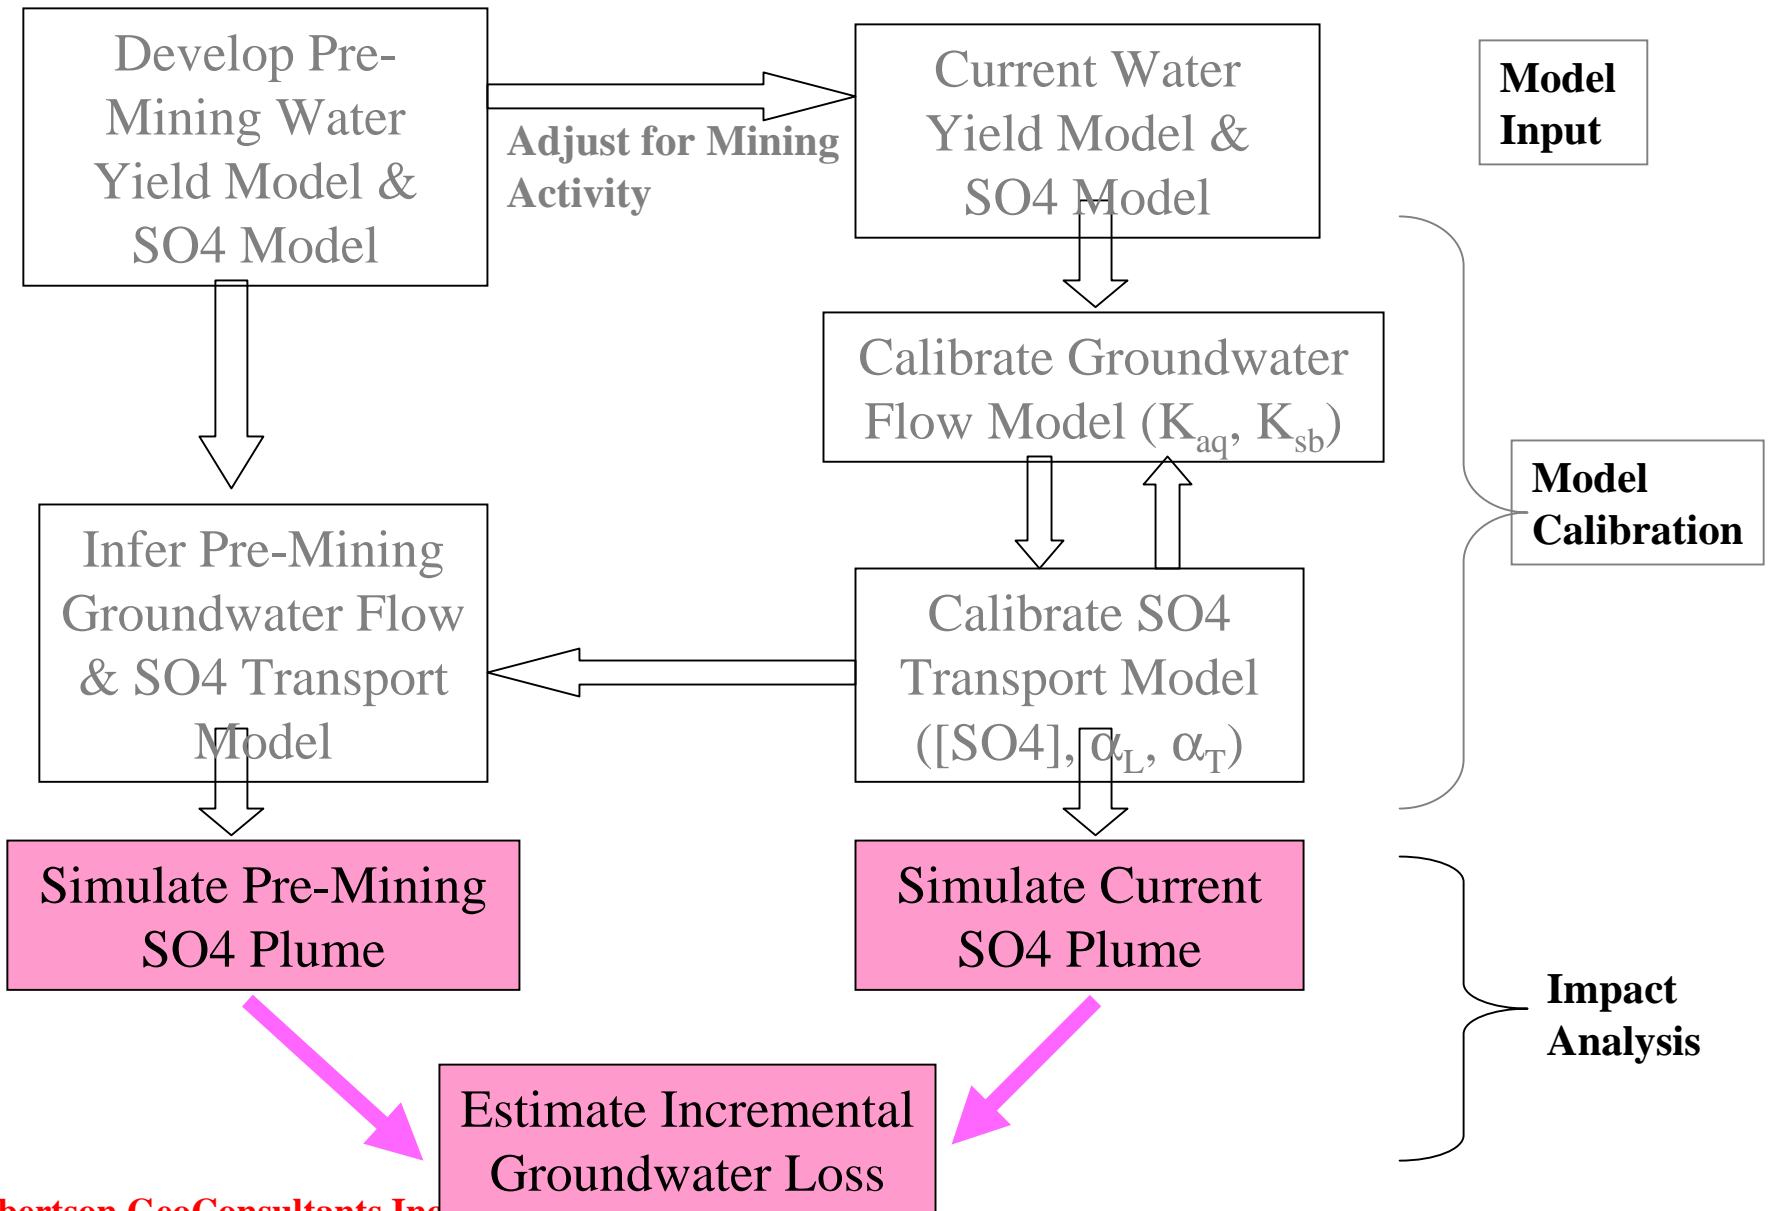 Develop Pre-
Mining Water
Yield Model &
SO4 Model
Adjust for Mining
Activity
Current Water
Yield Model &
SO4 Model
Model
Input
Calibrate Groundwater
Flow Model (Kaq, Ksb)
Model
Calibration
Infer Pre-Mining
Groundwater Flow
& SO4 Transport
Model
Calibrate SO4
Transport Model
([SO4], αL, αT)
Simulate Pre-Mining
SO4 Plume
Simulate Current
SO4 Plume
Impact
Analysis
Estimate Incremental
Groundwater Loss
GeoConsultants Inc